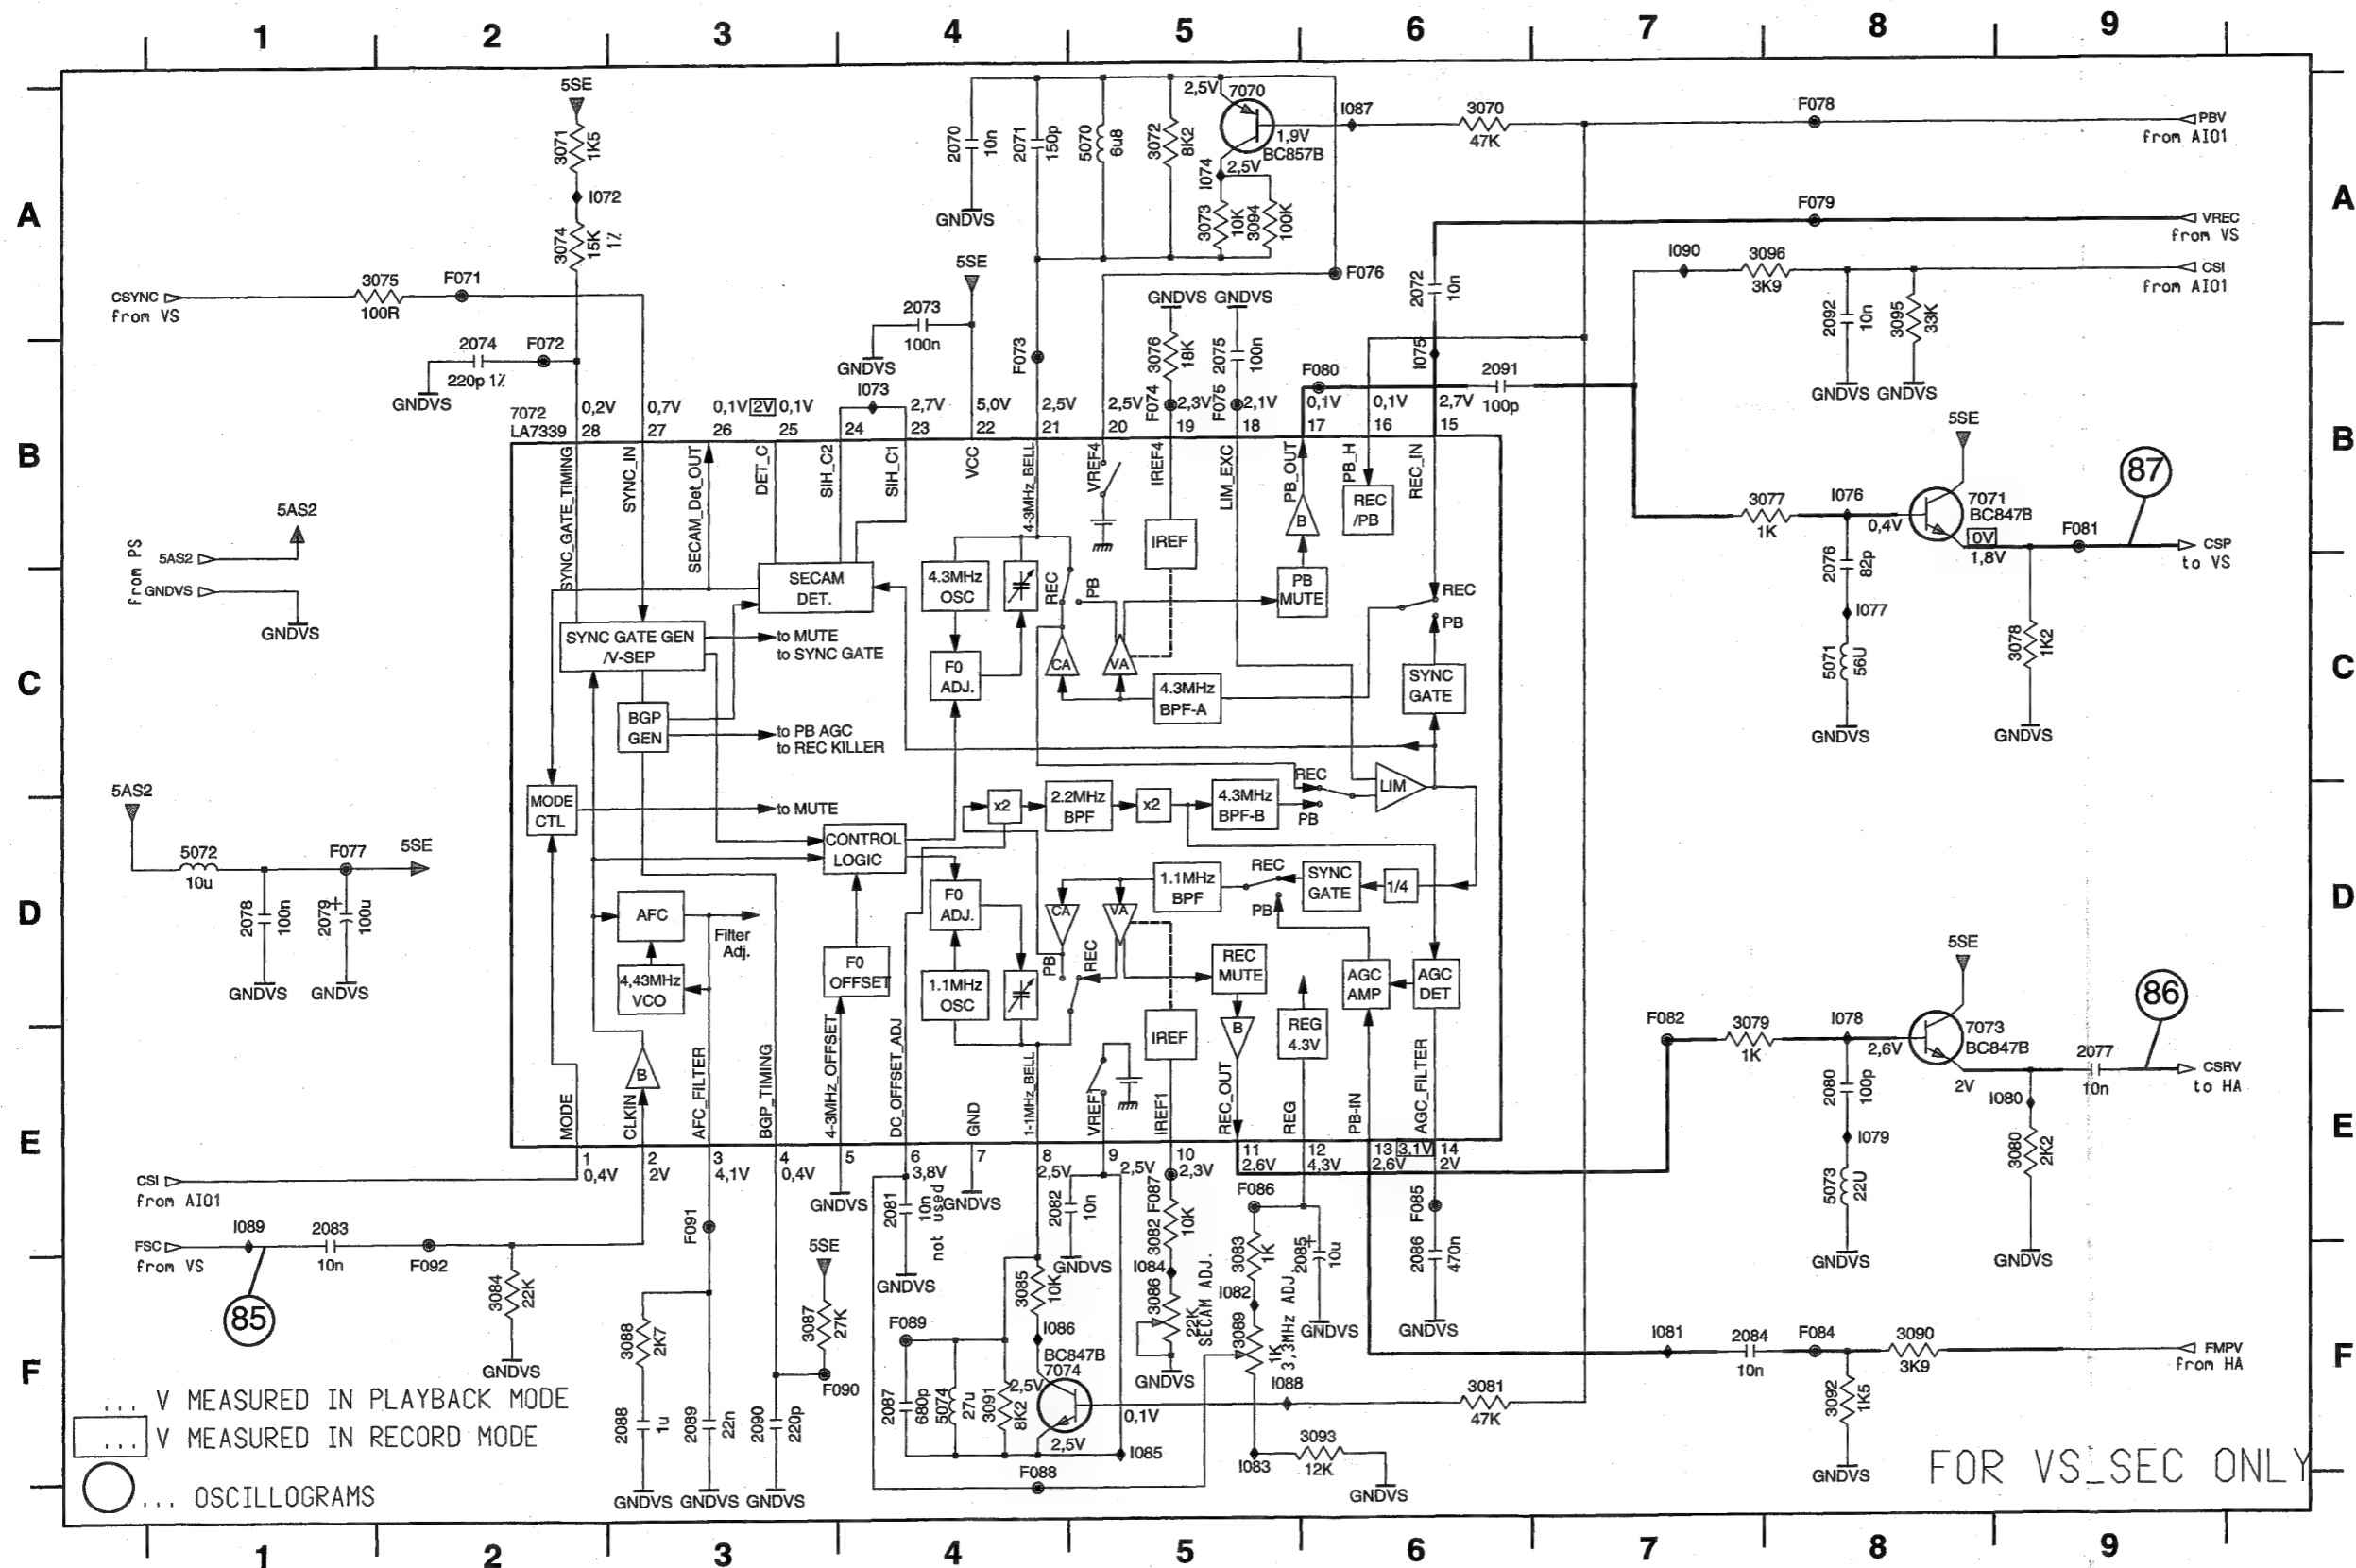 1 2 3 4 5 6 7 8 9
A
B
C
D
E
F
A
B
C
D
E
F
1 2 3 4 5 6 7 8 9
5SE
3071
1K5
I072
3074
15K
1%
CSYNC
from VS
3075
100R
F071
2074
220p 1%
F072
GNDVS
2070
10n
GNDVS
2071
150p
5070
6u8
3072
8K2
2,5V
7070
1,9V
BC857B
2,5V
I074
3073
10K
3094
100K
I087
3070
47K
F078
PBV
from AIO1
F079
VREC
from VS
I090
3096
3K9
CSI
from AIO1
2092
10n
3095
33K
GNDVS
GNDVS
5SE
2073
100n
GNDVS
I073
F073
F076
GNDVS
GNDVS
3076
18K
F074
2075
100n
F075
2072
10n
I075
F080
2091
100p
7072
LA7339
0,2V
0,7V
0,1V
2V
0,1V
2,7V
5,0V
2,5V
2,5V
2,3V
2,1V
0,1V
0,1V
2,7V
28 27 26 25 24 23 22 21 20 19 18 17 16 15
SYNC_GATE_TIMING
SYNC_IN
SECAM_Det_OUT
DET_C
SIH_C2
SIH_C1
VCC
4-3MHz_BELL
VREF4
IREF4
LIM_EXC
PB_OUT
PB_H
REC_IN
B
REC
/PB
IREF
SECAM
DET.
4.3MHz
OSC
REC
PB
PB
MUTE
REC
PB
SYNC GATE GEN
/V-SEP
to MUTE
to SYNC GATE
F0
ADJ.
CA
VA
4.3MHz
BPF-A
SYNC
GATE
BGP
GEN
to PB AGC
to REC KILLER
MODE
CTL
to MUTE
CONTROL
LOGIC
x2
2.2MHz
BPF
x2
4.3MHz
BPF-B
REC
PB
LIM
AFC
Filter
Adj.
4,43MHz
VCO
F0
OFFSET
F0
ADJ.
CA
VA
1.1MHz
BPF
REC
PB
SYNC
GATE
1/4
1.1MHz
OSC
PB
REC
REC
MUTE
AGC
AMP
AGC
DET
B
IREF
B
REG
4.3V
MODE
CLKIN
AFC_FILTER
BGP_TIMING
4-3MHz_OFFSET
DC_OFFSET_ADJ
GND
1-1MHz_BELL
VREF1
IREF1
REC_OUT
REG
PB-IN
AGC_FILTER
1 2 3 4 5 6 7 8 9 10 11 12 13 14
0,4V
2V
4,1V
0,4V
3,8V
2,5V
2,5V
2,3V
2,6V
4,3V
2,6V
3,1V
2V
5AS2
5AS2
GNDVS
from PS
GNDVS
5AS2
5072
10u
F077
5SE
2078
100n
2079
+
100u
GNDVS
GNDVS
5SE
3077
1K
I076
0,4V
7071
BC847B
0V
1,8V
87
F081
CSP
to VS
2076
82p
I077
5071
56U
GNDVS
3078
1K2
GNDVS
5SE
F082
3079
1K
I078
2,6V
7073
BC847B
2V
86
2077
10n
CSRV
to HA
2080
100p
I079
5073
22U
GNDVS
I080
3080
2K2
GNDVS
CSI
from AIO1
FSC
from VS
I089
2083
10n
F092
85
3084
22K
GNDVS
F091
3088
2K7
2088
1u
2089
22n
2090
220p
GNDVS
GNDVS
GNDVS
5SE
3087
27K
F090
GNDVS
2081
10n
not used
GNDVS
GNDVS
2082
10n
GNDVS
F087
3082
10K
I084
3086
22K
SECAM ADJ.
GNDVS
F086
3083
1K
I082
3089
1K
3,3MHz ADJ.
2085
+
10u
GNDVS
F085
2086
470n
GNDVS
3085
10K
I086
BC847B
7074
2,5V
0,1V
2,5V
F089
2087
680p
5074
27u
3091
8K2
F088
I085
I088
3081
47K
I083
3093
12K
GNDVS
I081
2084
10n
F084
3090
3K9
FMPV
from HA
3092
1K5
GNDVS
... V MEASURED IN PLAYBACK MODE
... V MEASURED IN RECORD MODE
... OSCILLOGRAMS
FOR VS_SEC ONLY